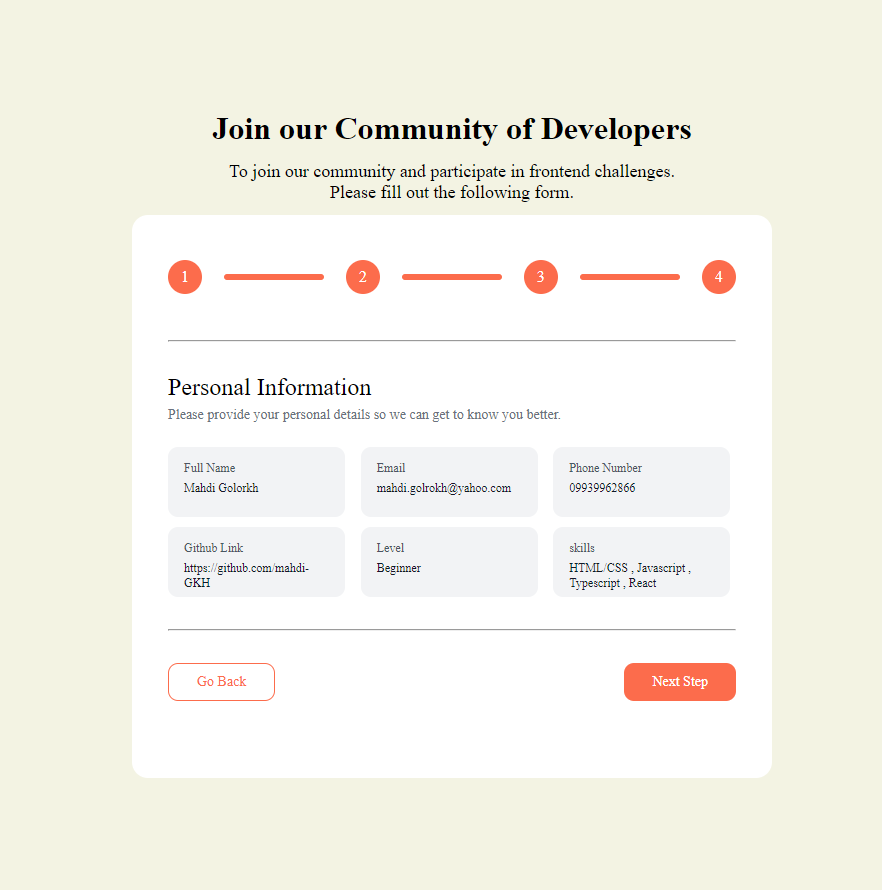 Join our Community of Developers
To join our community and participate in frontend challenges.
Please fill out the following form.
1 2 3 4
Personal Information
Please provide your personal details so we can get to know you better.
Full Name
Mahdi Golorkh
Email
mahdi.golrokh@yahoo.com
Phone Number
09939962866
Github Link
https://github.com/mahdi-
GKH
Level
Beginner
skills
HTML/CSS , Javascript ,
Typescript , React
Go Back
Next Step